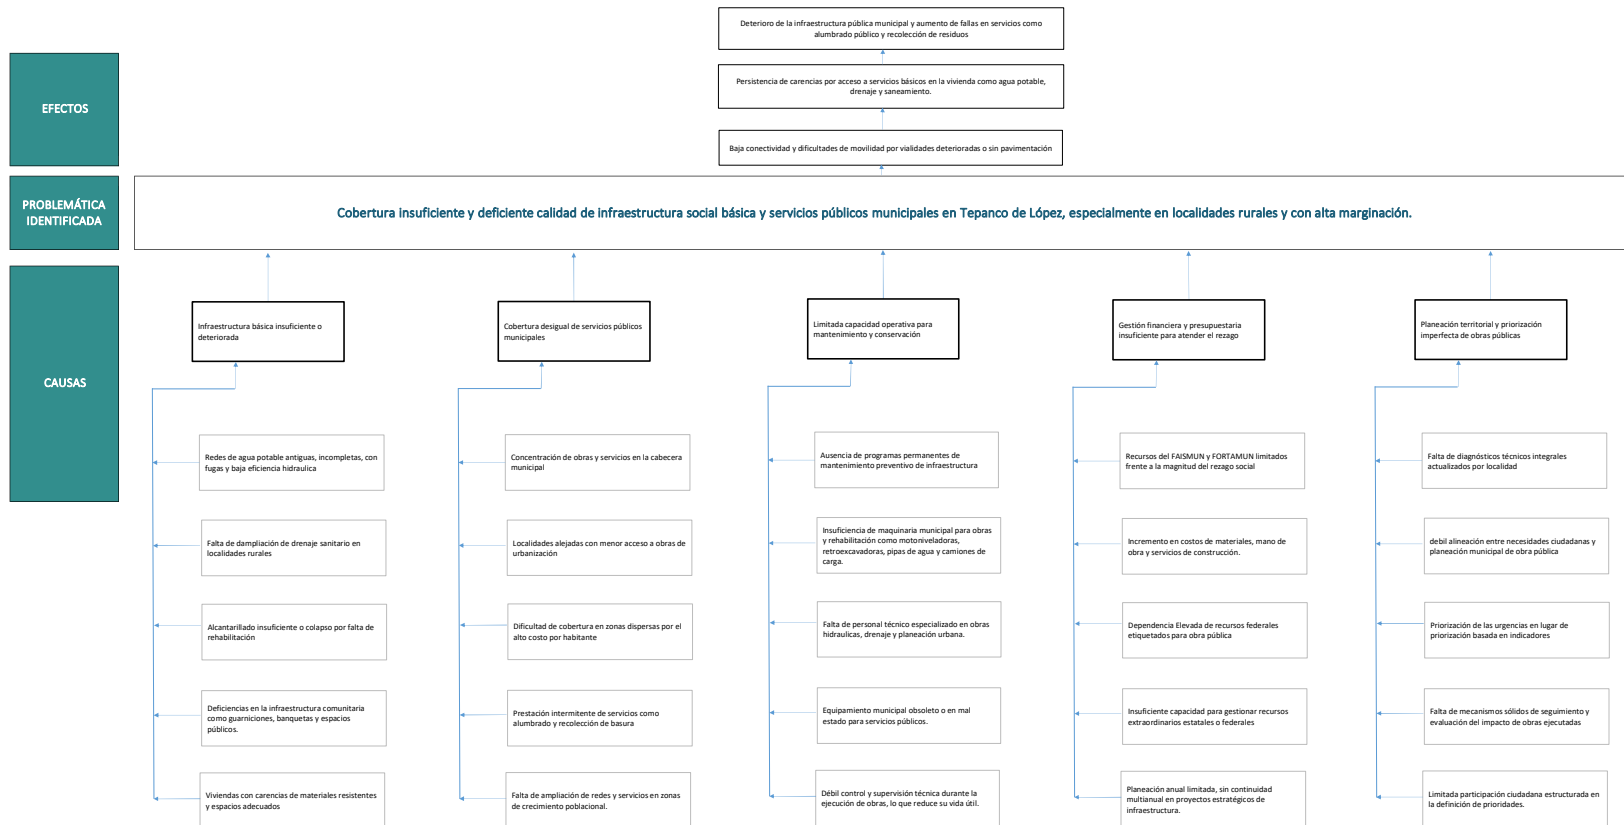 Deterioro de la infraestructura pública municipal y aumento de fallas en servicios como
alumbrado público y recolección de residuos
EFECTOS
Persistencia de carencias por acceso a servicios básicos en la vivienda como agua potable,
drenaje y saneamiento.
Baja conectividad y dificultades de movilidad por vialidades deterioradas o sin pavimentación
PROBLEMÁTICA
IDENTIFICADA
Cobertura insuficiente y deficiente calidad de infraestructura social básica y servicios públicos municipales en Tepanco de López, especialmente en localidades rurales y con alta marginación.
CAUSAS
Infraestructura básica insuficiente o
deteriorada
Redes de agua potable antiguas, incompletas, con
fugas y baja eficiencia hidraulica
Falta de dampliación de drenaje sanitario en
localidades rurales
Alcantarillado insuficiente o colapso por falta de
rehabilitación
Deficiencias en la infraestructura comunitaria
como guarniciones, banquetas y espacios
públicos.
Viviendas con carencias de materiales resistentes
y espacios adecuados
Cobertura desigual de servicios públicos
municipales
Concentración de obras y servicios en la cabecera
municipal
Localidades alejadas con menor acceso a obras de
urbanización
Dificultad de cobertura en zonas dispersas por el
alto costo por habitante
Prestación intermitente de servicios como
alumbrado y recolección de basura
Falta de ampliación de redes y servicios en zonas
de crecimiento poblacional.
Limitada capacidad operativa para
mantenimiento y conservación
Ausencia de programas permanentes de
mantenimiento preventivo de infraestructura
Insuficiencia de maquinaria municipal para obras
y rehabilitación como motoniveladoras,
retroexcavadoras, pipas de agua y camiones de
carga.
Falta de personal técnico especializado en obras
hidraulicas, drenaje y planeación urbana.
Equipamiento municipal obsoleto o en mal
estado para servicios públicos.
Débil control y supervisión técnica durante la
ejecución de obras, lo que reduce su vida útil.
Gestión financiera y presupuestaria
insuficiente para atender el rezago
Recursos del FAISMUN y FORTAMUN limitados
frente a la magnitud del rezago social
Incremento en costos de materiales, mano de
obra y servicios de construcción.
Dependencia Elevada de recursos federales
etiquetados para obra pública
Insuficiente capacidad para gestionar recursos
extraordinarios estatales o federales
Planeación anual limitada, sin continuidad
multianual en proyectos estratégicos de
infraestructura.
Planeación territorial y priorización
imperfecta de obras públicas
Falta de diagnósticos técnicos integrales
actualizados por localidad
debil alineación entre necesidades ciudadanas y
planeación municipal de obra pública
Priorización de las urgencias en lugar de
priorización basada en indicadores
Falta de mecanismos sólidos de seguimiento y
evaluación del impacto de obras ejecutadas
Limitada participación ciudadana estructurada en
la definición de prioridades.